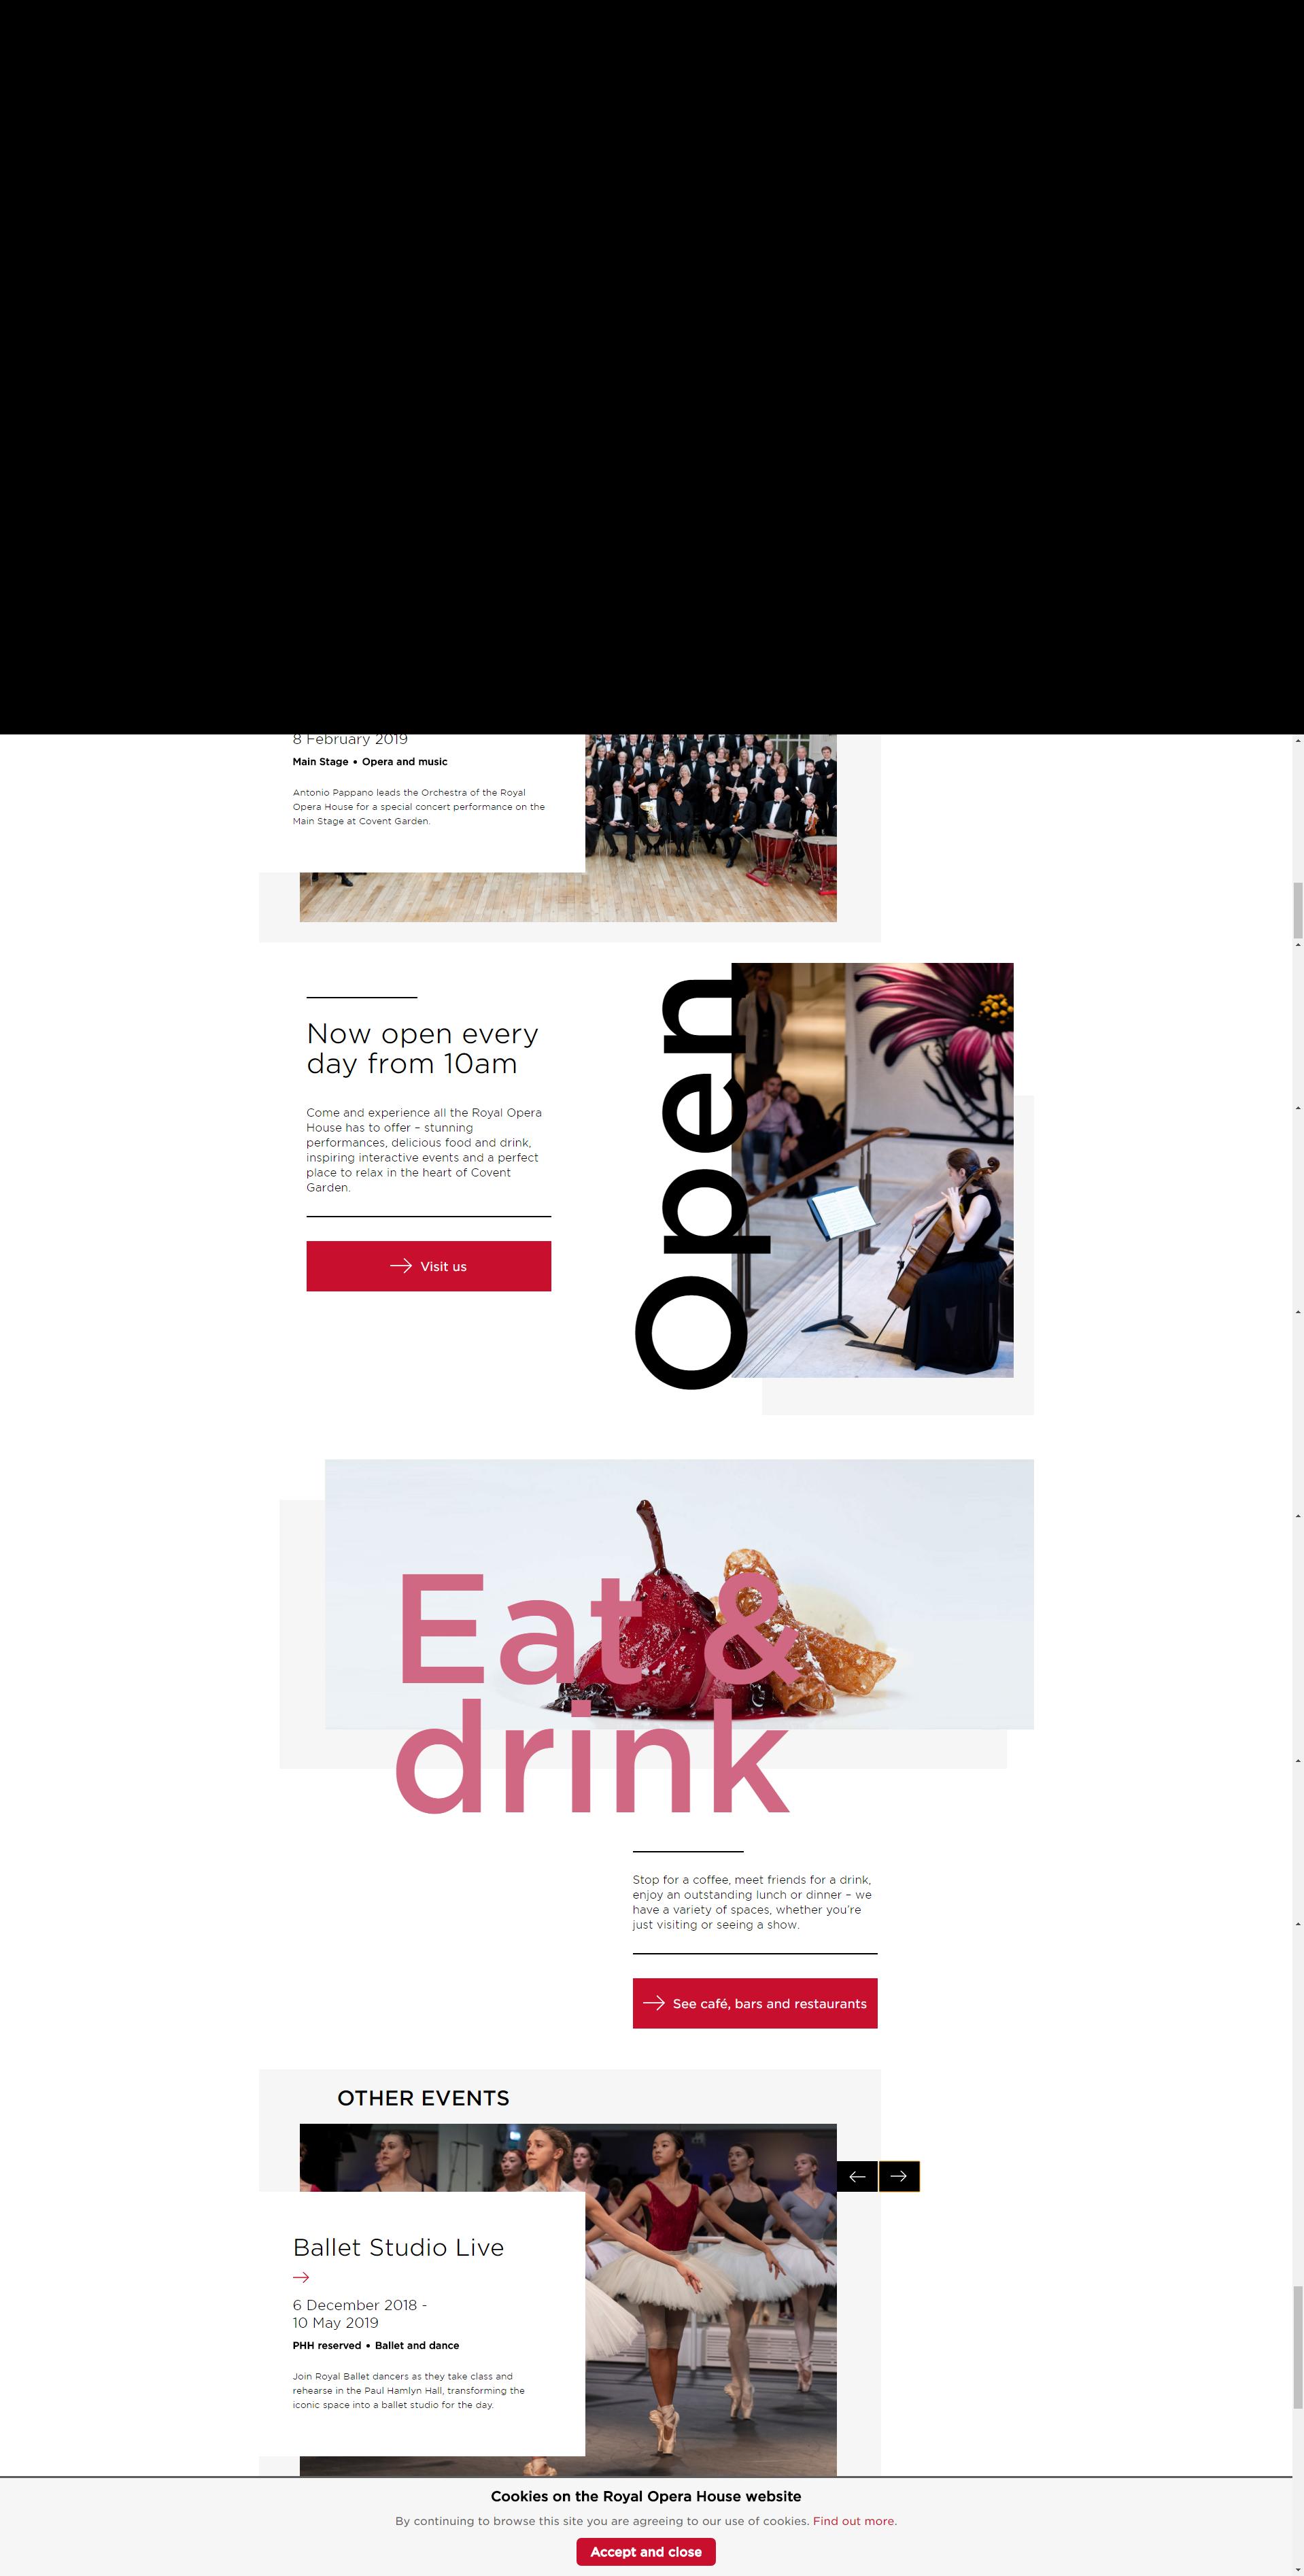 8 February 2019
Main Stage • Opera and music
Antonio Pappano leads the Orchestra of the Royal
Opera House for a special concert performance on the
Main Stage at Covent Garden.
Now open every
day from 10am
Come and experience all the Royal Opera
House has to offer – stunning
performances, delicious food and drink,
inspiring interactive events and a perfect
place to relax in the heart of Covent
Garden.
Visit us
Open
Eat &
drink
Stop for a coffee, meet friends for a drink,
enjoy an outstanding lunch or dinner – we
have a variety of spaces, whether you're
just visiting or seeing a show.
See café, bars and restaurants
OTHER EVENTS
Ballet Studio Live
6 December 2018 -
10 May 2019
PHH reserved • Ballet and dance
Join Royal Ballet dancers as they take class and
rehearse in the Paul Hamlyn Hall, transforming the
iconic space into a ballet studio for the day.
Cookies on the Royal Opera House website
By continuing to browse this site you are agreeing to our use of cookies. Find out more.
Accept and close